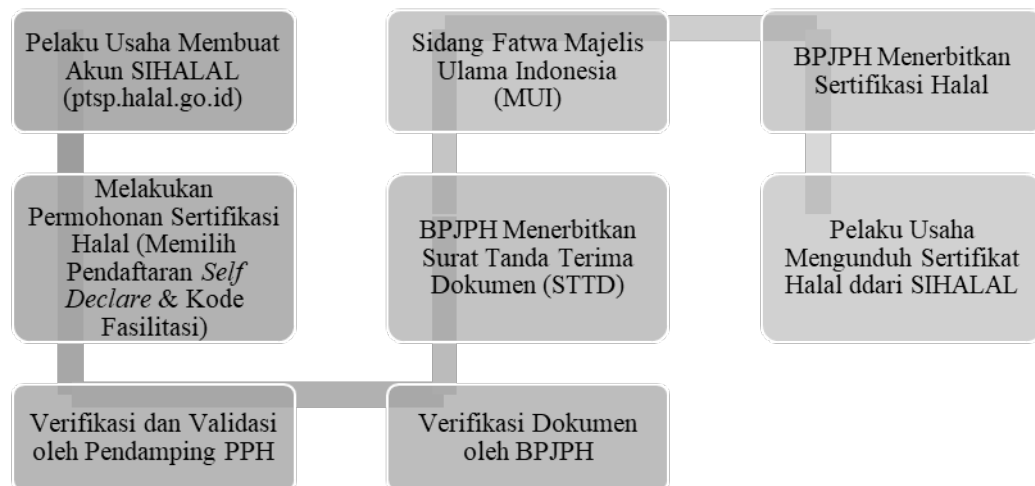 Pelaku Usaha Membuat
Akun SIHALAL
(ptsp.halal.go.id)
Melakukan
Permohonan Sertifikasi
Halal (Memilih
Pendaftaran Self
Declare & Kode
Fasilitasi)
Verifikasi dan Validasi
oleh Pendamping PPH
Verifikasi Dokumen
oleh BPJPH
BPJPH Menerbitkan
Surat Tanda Terima
Dokumen (STTD)
Sidang Fatwa Majelis
Ulama Indonesia
(MUI)
BPJPH Menerbitkan
Sertifikasi Halal
Pelaku Usaha
Mengunduh Sertifikat
Halal ddari SIHALAL